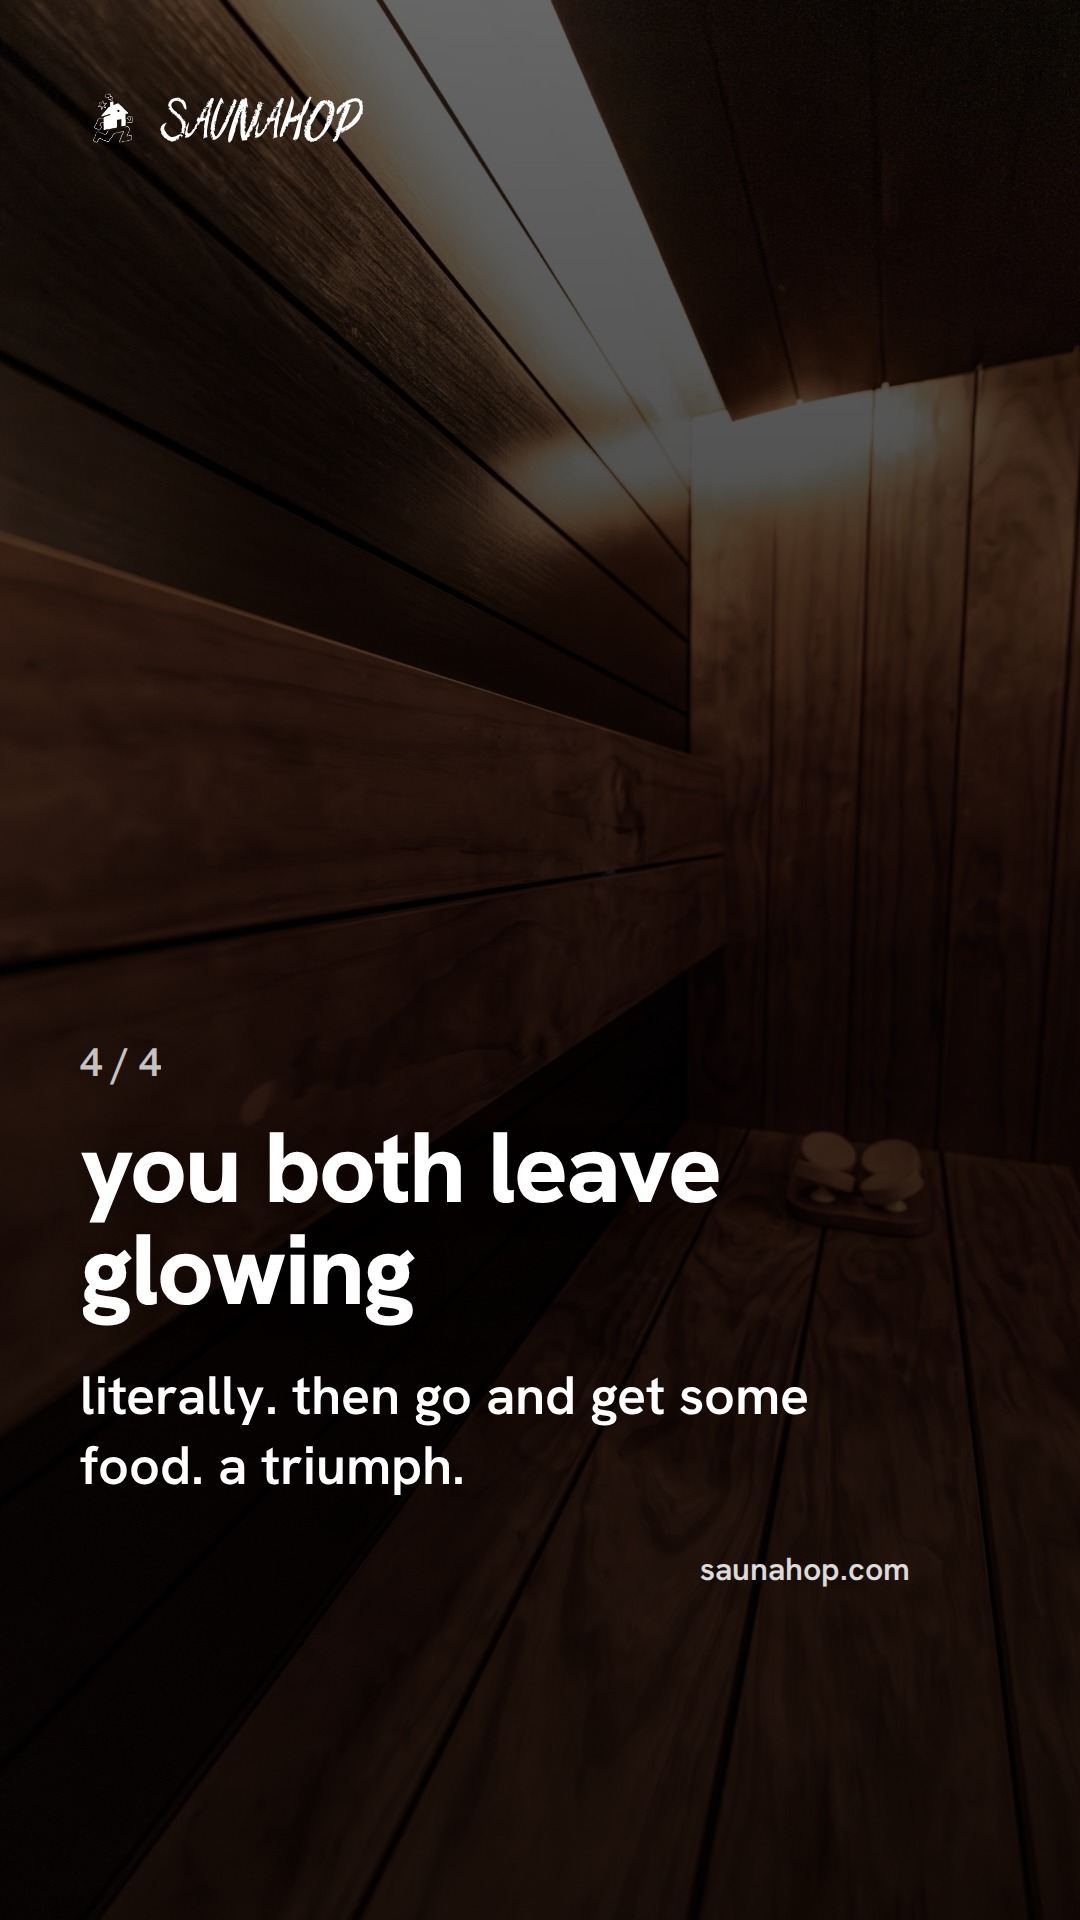 SAUNAHOP
4 / 4
you both leave
glowing
literally. then go and get some
food. a triumph.
saunahop.com